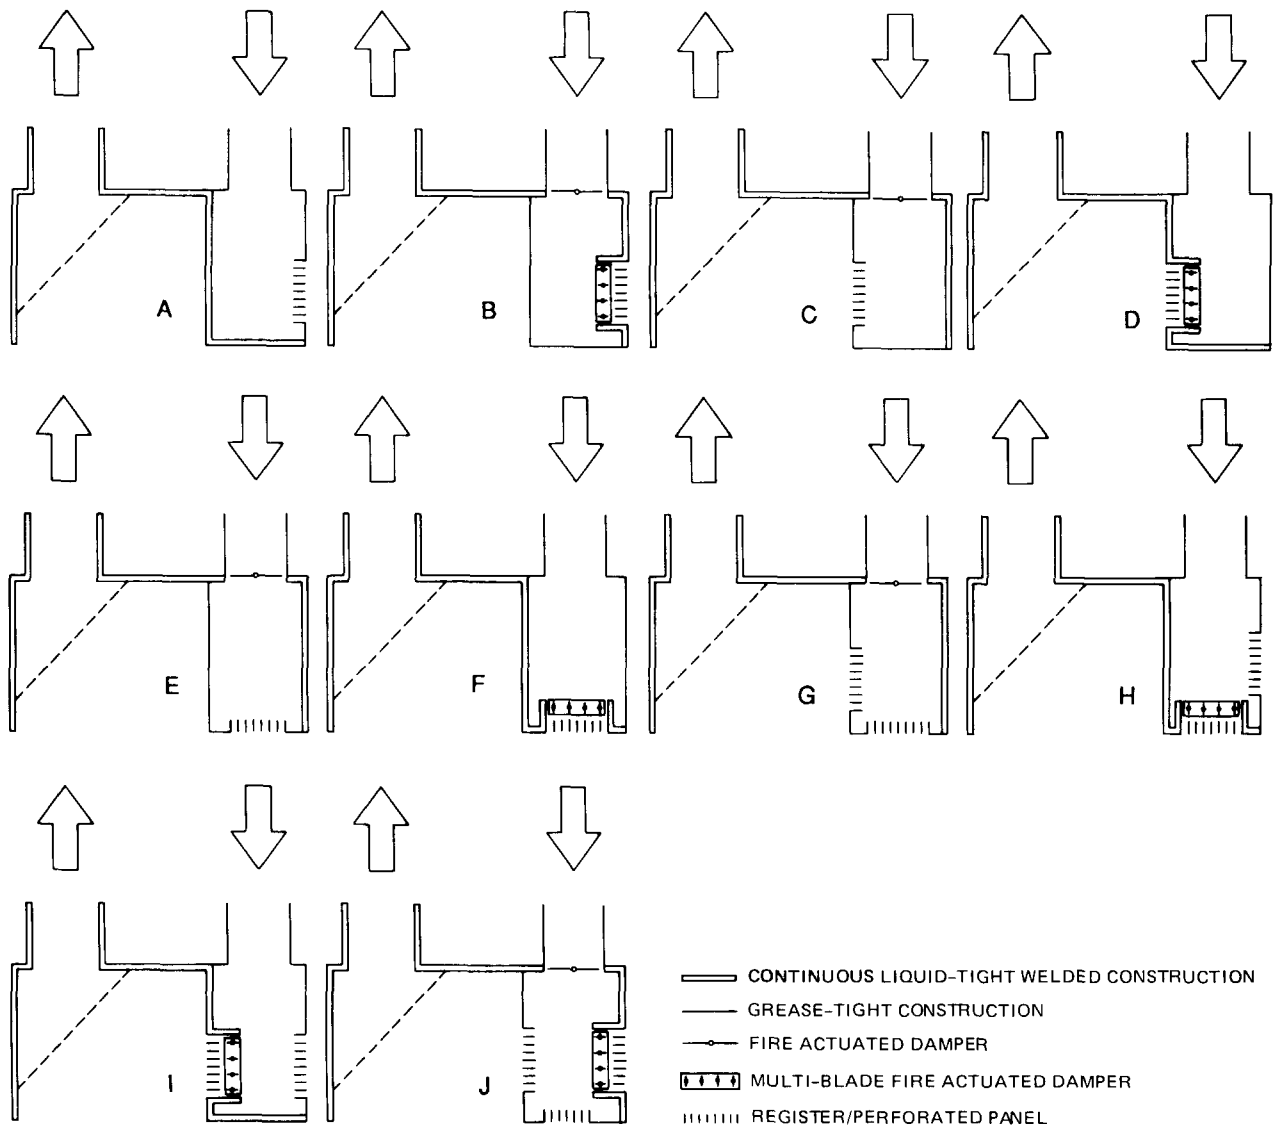 A
B
C
D
E
F
G
H
I
J
CONTINUOUS LIQUID-TIGHT WELDED CONSTRUCTION
GREASE-TIGHT CONSTRUCTION
FIRE ACTUATED DAMPER
MULTI-BLADE FIRE ACTUATED DAMPER
REGISTER/PERFORATED PANEL